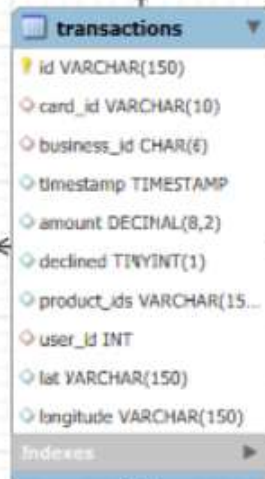 transactions
id VARCHAR(150)
card_id VARCHAR(10)
business_id CHAR(6)
timestamp TIMESTAMP
amount DECINAL(8,2)
declined TINYINT(1)
product_ids VARCHAR(15...
user_id INT
lat VARCHAR(150)
longitude VARCHAR(150)
Indexes